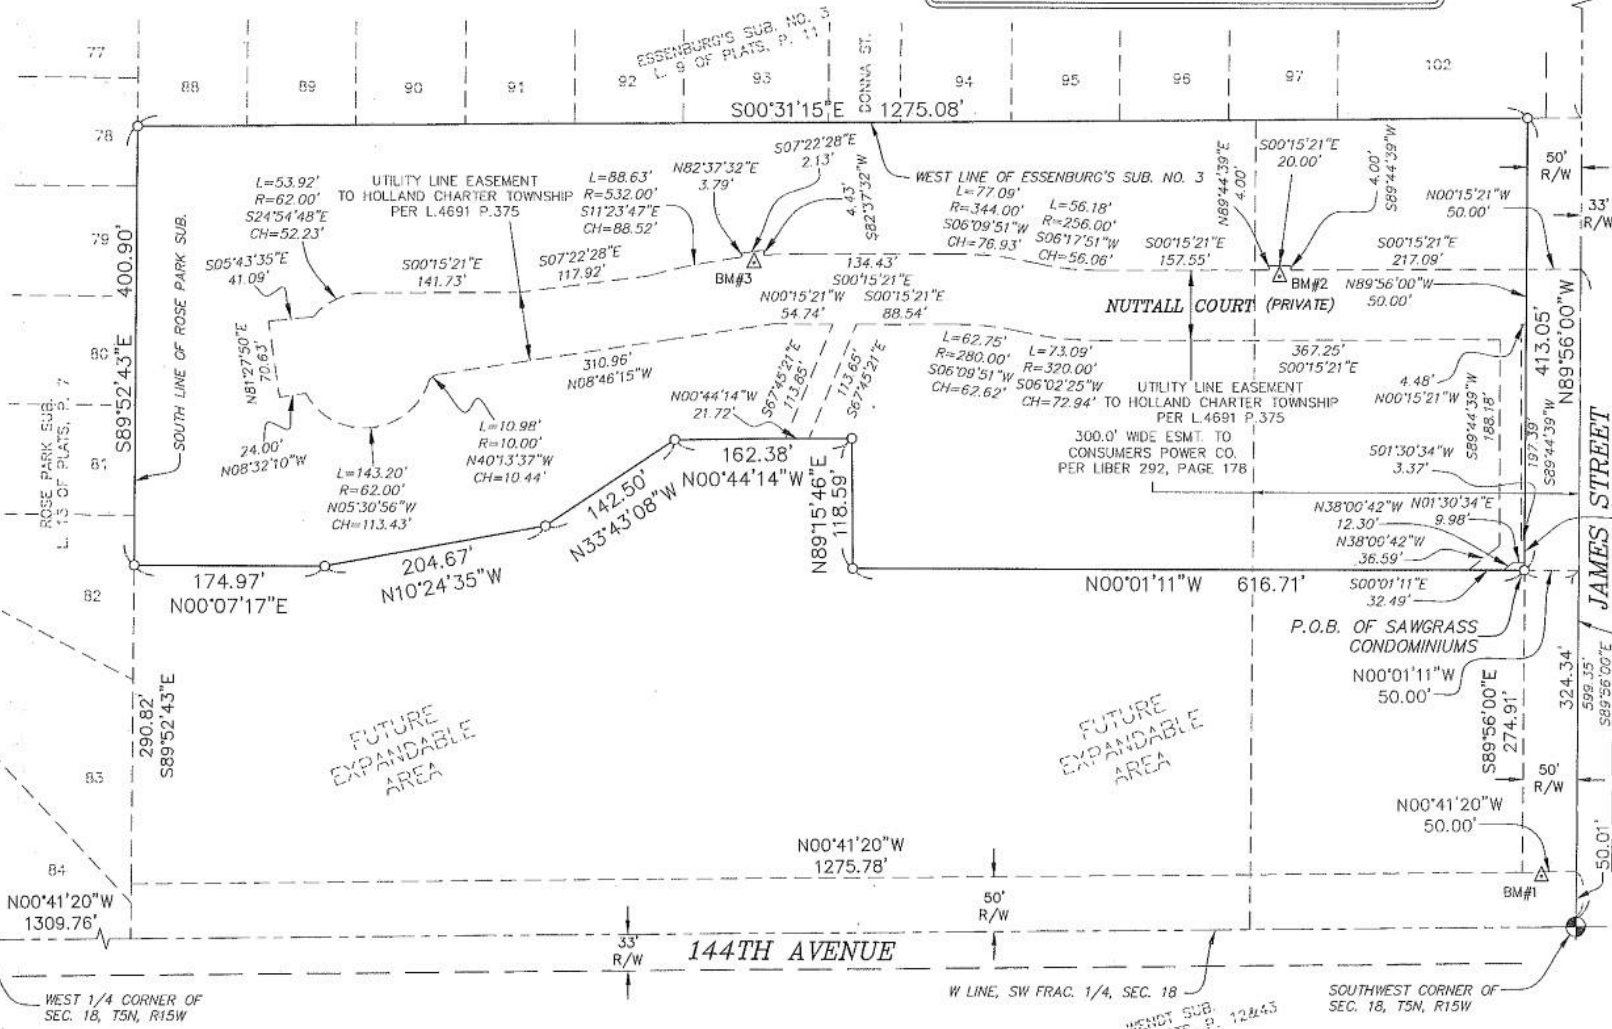 ESSENBURG'S SUB. NO. 3
L. 9 OF PLATS, P. 11
77
88
89
90
91
92
93
DONNA ST.
94
95
96
97
102
S00°31'15"E 1275.08'
78
79
80
81
82
83
84
ROSE PARK SUB.
L. 13 OF PLATS, P. 7
S89°52'43"E 400.90'
SOUTH LINE OF ROSE PARK SUB.
L=53.92'
R=62.00'
S24°54'48"E
CH=52.23'
UTILITY LINE EASEMENT
TO HOLLAND CHARTER TOWNSHIP
PER L.4691 P.375
L=88.63'
R=532.00'
S11°23'47"E
CH=88.52'
N82°37'32"E
3.79'
S07°22'28"E
2.13'
S82°37'32"W
4.43'
WEST LINE OF ESSENBURG'S SUB. NO. 3
L=77.09'
R=344.00'
S06°09'51"W
CH=76.93'
L=56.18'
R=256.00'
S06°17'51"W
CH=56.06'
S00°15'21"E
157.55'
N89°44'39"E
4.00'
S00°15'21"E
20.00'
S89°44'39"W
4.00'
N00°15'21"W
50.00'
50'
R/W
33'
R/W
S05°43'35"E
41.09'
S00°15'21"E
141.73'
S07°22'28"E
117.92'
BM#3
134.43'
S00°15'21"E
BM#2
S00°15'21"E
217.09'
N89°56'00"W
50.00'
NUTTALL COURT (PRIVATE)
N00°15'21"W
54.74'
S00°15'21"E
88.54'
N81°27'50"E
70.63'
310.96'
N08°46'15"W
S67°45'21"E
113.85'
113.65'
S67°45'21"E
L=62.75'
R=280.00'
S06°09'51"W
CH=62.62'
L=73.09'
R=320.00'
S06°02'25"W
CH=72.94'
367.25'
S00°15'21"E
UTILITY LINE EASEMENT
TO HOLLAND CHARTER TOWNSHIP
PER L.4691 P.375
300.0' WIDE ESMT. TO
CONSUMERS POWER CO.
PER LIBER 292, PAGE 178
4.48'
N00°15'21"W
S89°44'39"W
188.18'
197.39'
S89°44'39"W
413.05'
N89°56'00"W
JAMES STREET
24.00'
N08°32'10"W
L=143.20'
R=62.00'
N05°30'56"W
CH=113.43'
L=10.98'
R=10.00'
N40°13'37"W
CH=10.44'
N00°44'14"W
21.72'
162.38'
N00°44'14"W
142.50'
N33°43'08"W
N89°15'46"E
118.59'
S01°30'34"W
3.37'
N38°00'42"W
12.30'
N01°30'34"E
9.98'
N38°00'42"W
36.59'
S00°01'11"E
32.49'
174.97'
N00°07'17"E
204.67'
N10°24'35"W
N00°01'11"W 616.71'
P.O.B. OF SAWGRASS
CONDOMINIUMS
N00°01'11"W
50.00'
290.82'
S89°52'43"E
FUTURE
EXPANDABLE
AREA
FUTURE
EXPANDABLE
AREA
S89°56'00"E
274.91'
324.34'
599.35'
S89°56'00"E
50'
R/W
N00°41'20"W
50.00'
50.01'
BM#1
N00°41'20"W
1275.78'
50'
R/W
N00°41'20"W
1309.76'
33'
R/W
144TH AVENUE
WEST 1/4 CORNER OF
SEC. 18, T5N, R15W
W LINE, SW FRAC. 1/4, SEC. 18
SOUTHWEST CORNER OF
SEC. 18, T5N, R15W
WENDT SUB.
P. 12&43